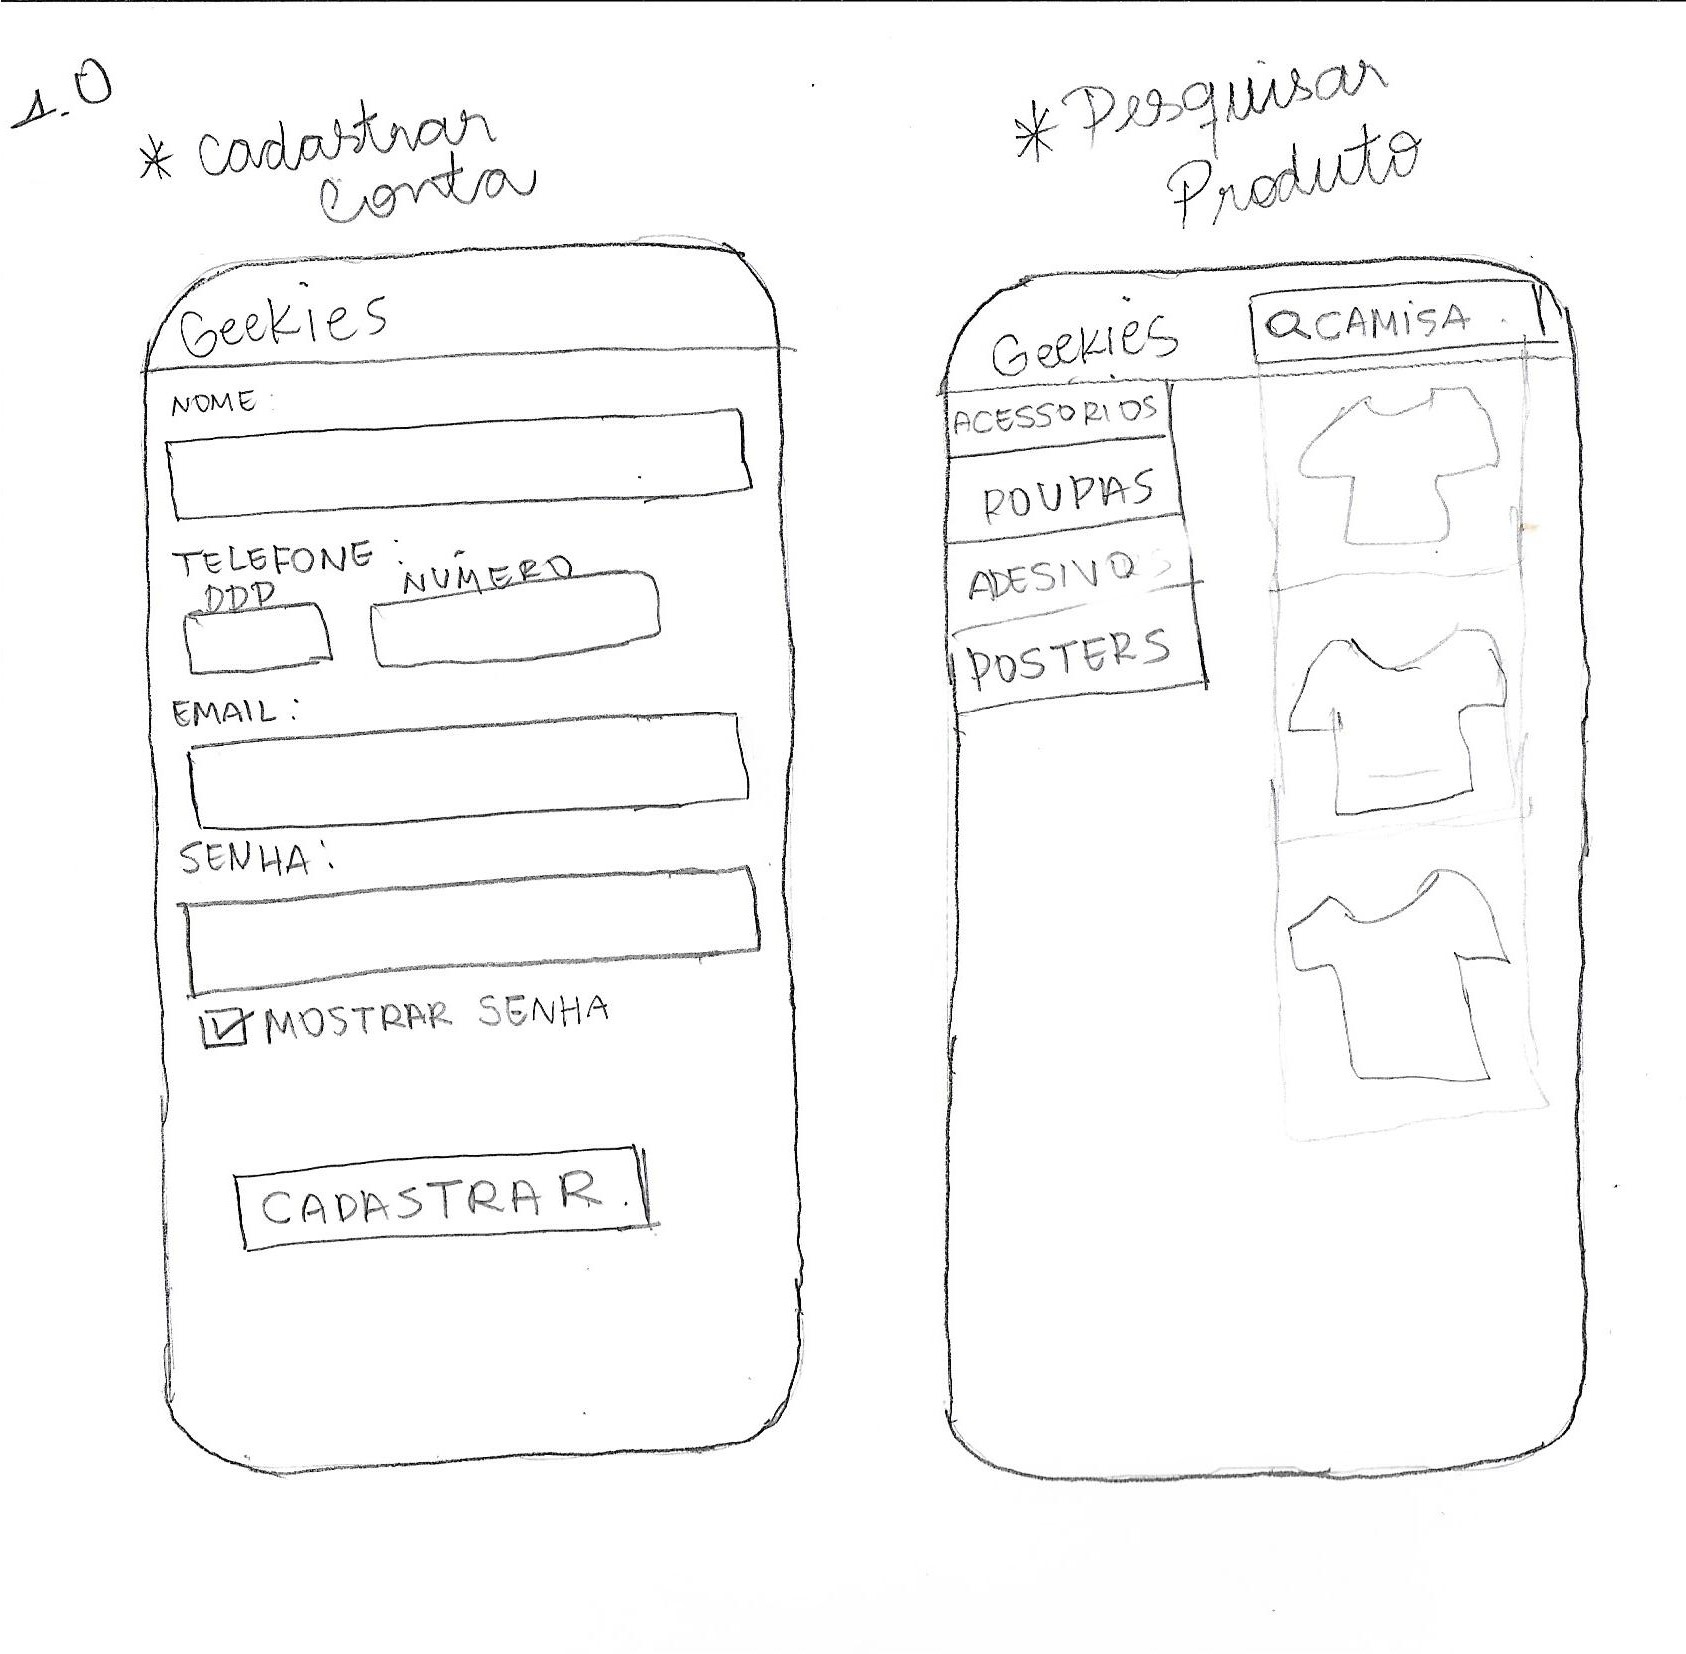 1.0
* Cadastrar
Conta
Geekies
NOME:
TELEFONE:
DDD
NÚMERO
EMAIL:
SENHA:
MOSTRAR SENHA
CADASTRAR.
* Pesquisar
Produto
Geekies
CAMISA.
ACESSORIOS
ROUPAS
ADESIVOS
POSTERS